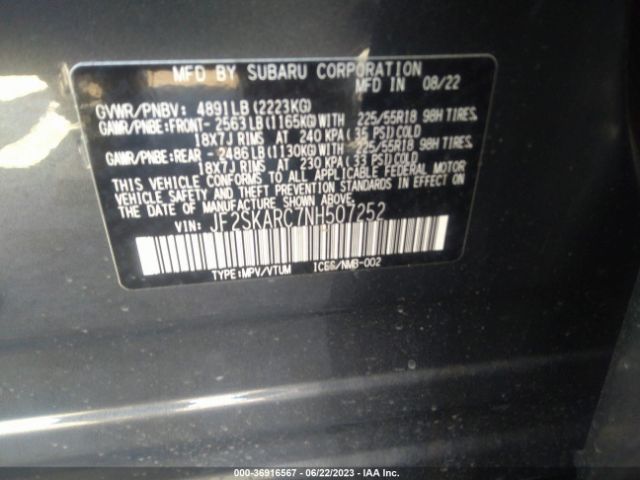 MFD BY SUBARU CORPORATION
MFD IN 08/22
GVWR/PNBV: 4891LB(2223KG)
GAWR/PNBE:FRONT- 2563LB(1165KG)WITH 225/55R18 98H TIRES,
18X7J RIMS AT 240 KPA(35 PSI)COLD
GAWR/PNBE:REAR - 2486LB(1130KG)WITH 225/55R18 98H TIRES,
18X7J RIMS AT 230 KPA(33 PSI)COLD
THIS VEHICLE CONFORMS TO ALL APPLICABLE FEDERAL MOTOR
VEHICLE SAFETY AND THEFT PREVENTION STANDARDS IN EFFECT ON
THE DATE OF MANUFACTURE SHOWN ABOVE.
VIN: JF2SKARC7NH507252
TYPE:MPV/VTUM ICE6/NMB-002
000-36916567 - 06/22/2023 - IAA Inc.